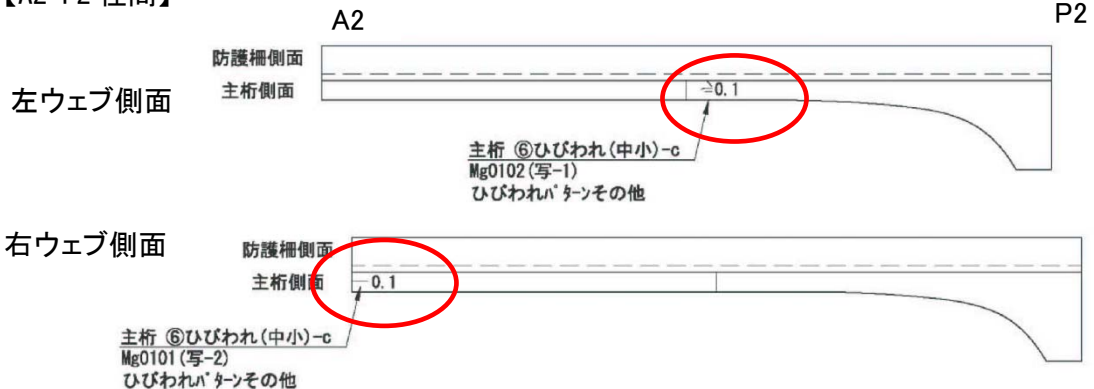 【A2-P2 径間】
A2
P2
防護柵側面
左ウェブ側面
主桁側面
0.1
主桁 ⑥ひびわれ(中小)-c
Mg0102(写-1)
ひびわれパターンその他
右ウェブ側面
防護柵側面
主桁側面
0.1
主桁 ⑥ひびわれ(中小)-c
Mg0101(写-2)
ひびわれパターンその他